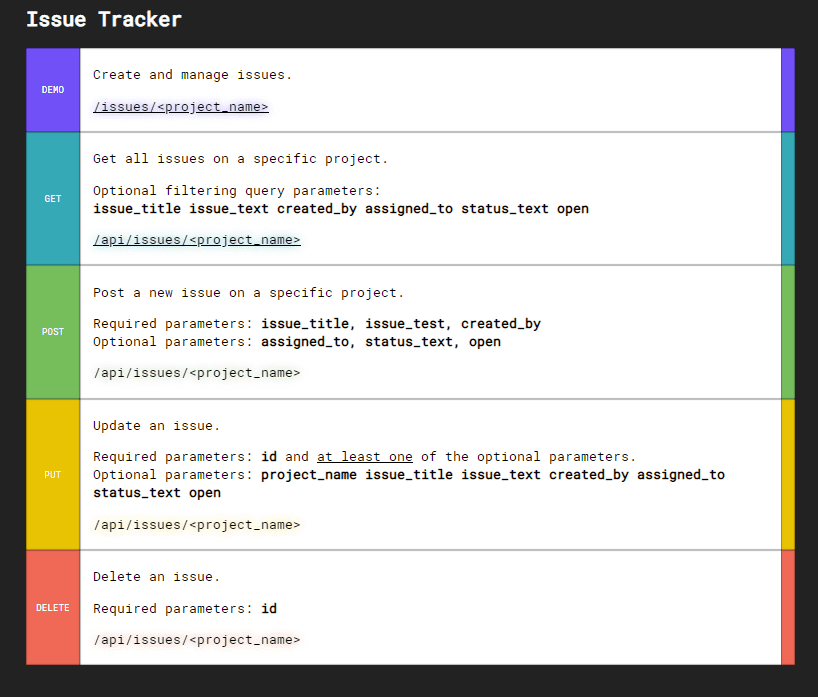 Issue Tracker
DEMO
Create and manage issues.
/issues/<project_name>
GET
Get all issues on a specific project.
Optional filtering query parameters:
issue_title issue_text created_by assigned_to status_text open
/api/issues/<project_name>
POST
Post a new issue on a specific project.
Required parameters: issue_title, issue_test, created_by
Optional parameters: assigned_to, status_text, open
/api/issues/<project_name>
PUT
Update an issue.
Required parameters: id and at least one of the optional parameters.
Optional parameters: project_name issue_title issue_text created_by assigned_to
status_text open
/api/issues/<project_name>
DELETE
Delete an issue.
Required parameters: id
/api/issues/<project_name>